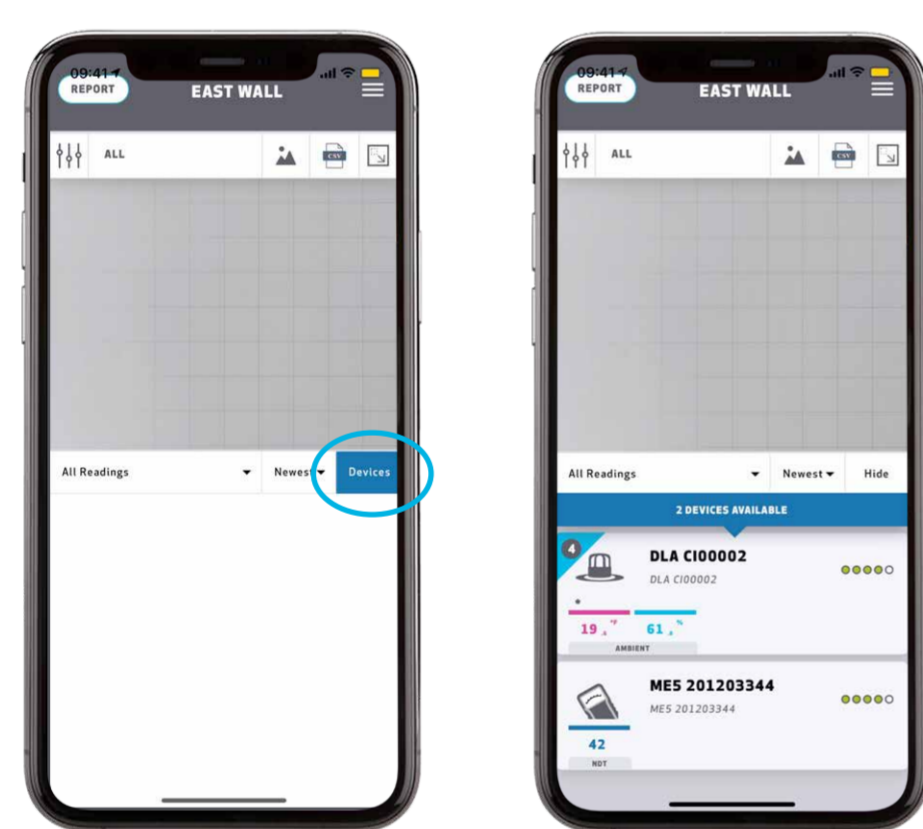 09:41
REPORT
EAST WALL
ALL
CSV
All Readings
Newest
Devices
09:41
REPORT
EAST WALL
ALL
CSV
All Readings
Newest
Hide
2 DEVICES AVAILABLE
4
DLA CI00002
DLA CI00002
19
61
AMBIENT
ME5 201203344
ME5 201203344
42